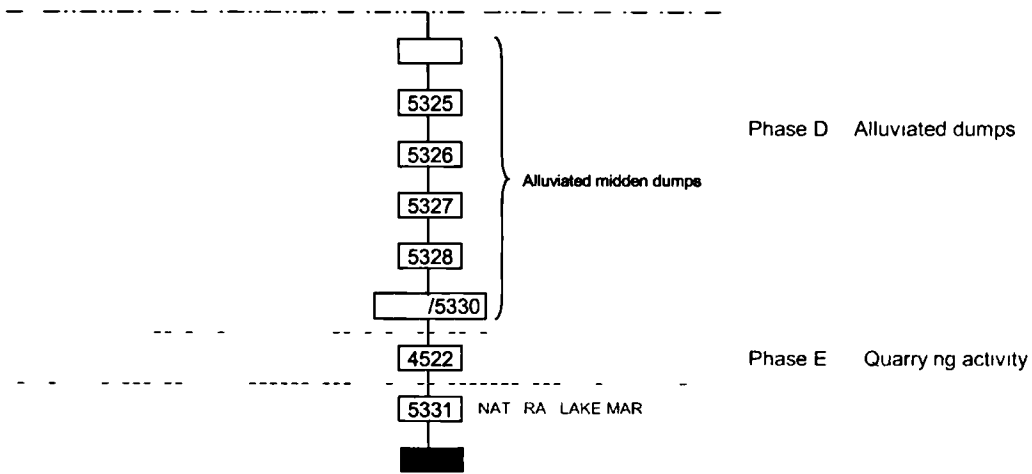 5325
Phase D Alluviated dumps
5326
Alluviated midden dumps
5327
5328
/5330
4522 Phase E Quarry ng activity
5331 NAT RA LAKE MAR